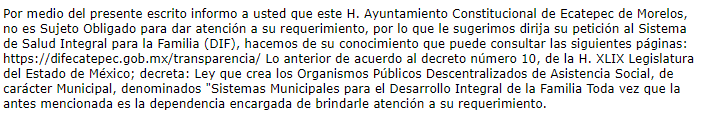 Por medio del presente escrito informo a usted que este H. Ayuntamiento Constitucional de Ecatepec de Morelos,
no es Sujeto Obligado para dar atención a su requerimiento, por lo que le sugerimos dirija su petición al Sistema
de Salud Integral para la Familia (DIF), hacemos de su conocimiento que puede consultar las siguientes páginas:
https://difecatepec.gob.mx/transparencia/ Lo anterior de acuerdo al decreto número 10, de la H. XLIX Legislatura
del Estado de México; decreta: Ley que crea los Organismos Públicos Descentralizados de Asistencia Social, de
carácter Municipal, denominados "Sistemas Municipales para el Desarrollo Integral de la Familia Toda vez que la
antes mencionada es la dependencia encargada de brindarle atención a su requerimiento.